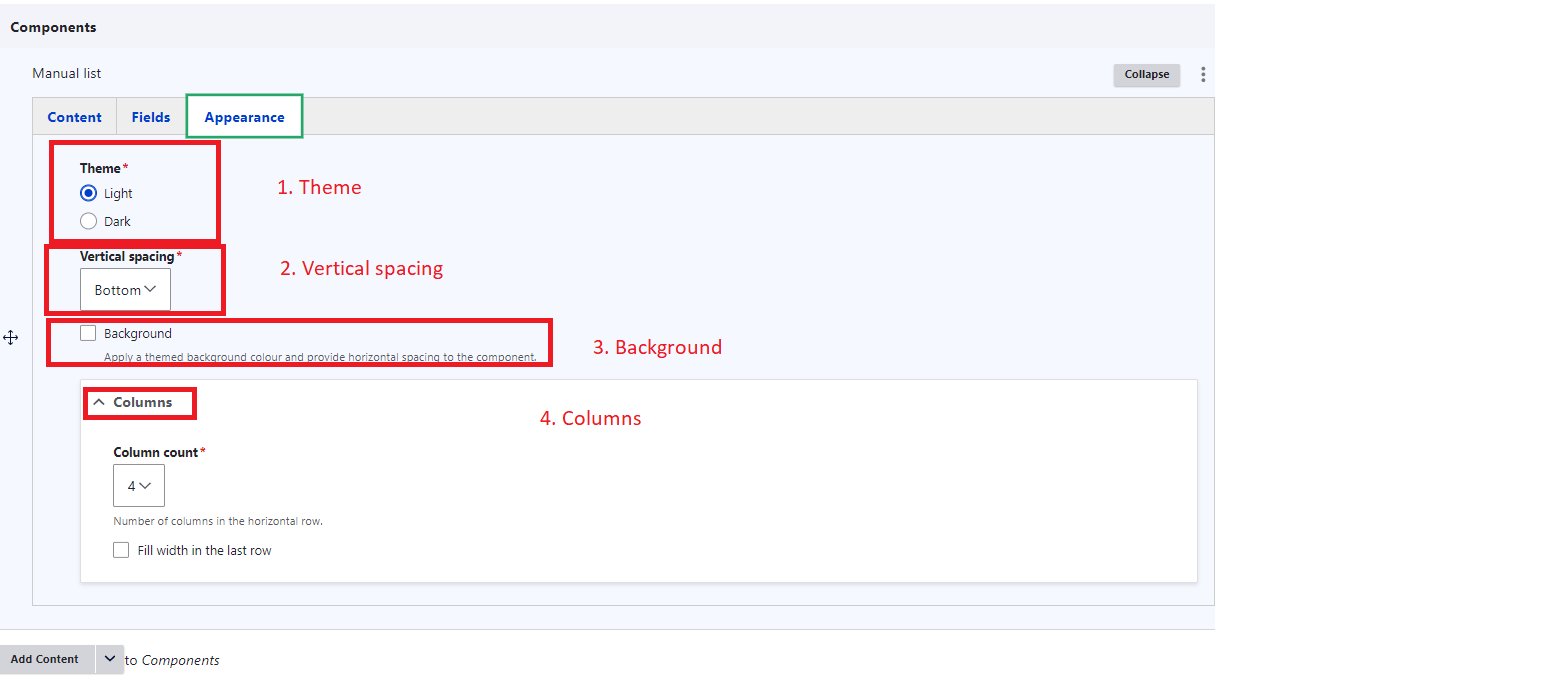 Components
Manual list
Collapse
Content Fields Appearance
Theme*
Light
1. Theme
Dark
Vertical spacing*
2. Vertical spacing
Bottom
Background
3. Background
Apply a themed background colour and provide horizontal spacing to the component.
Columns
4. Columns
Column count*
4
Number of columns in the horizontal row.
Fill width in the last row
Add Content to Components